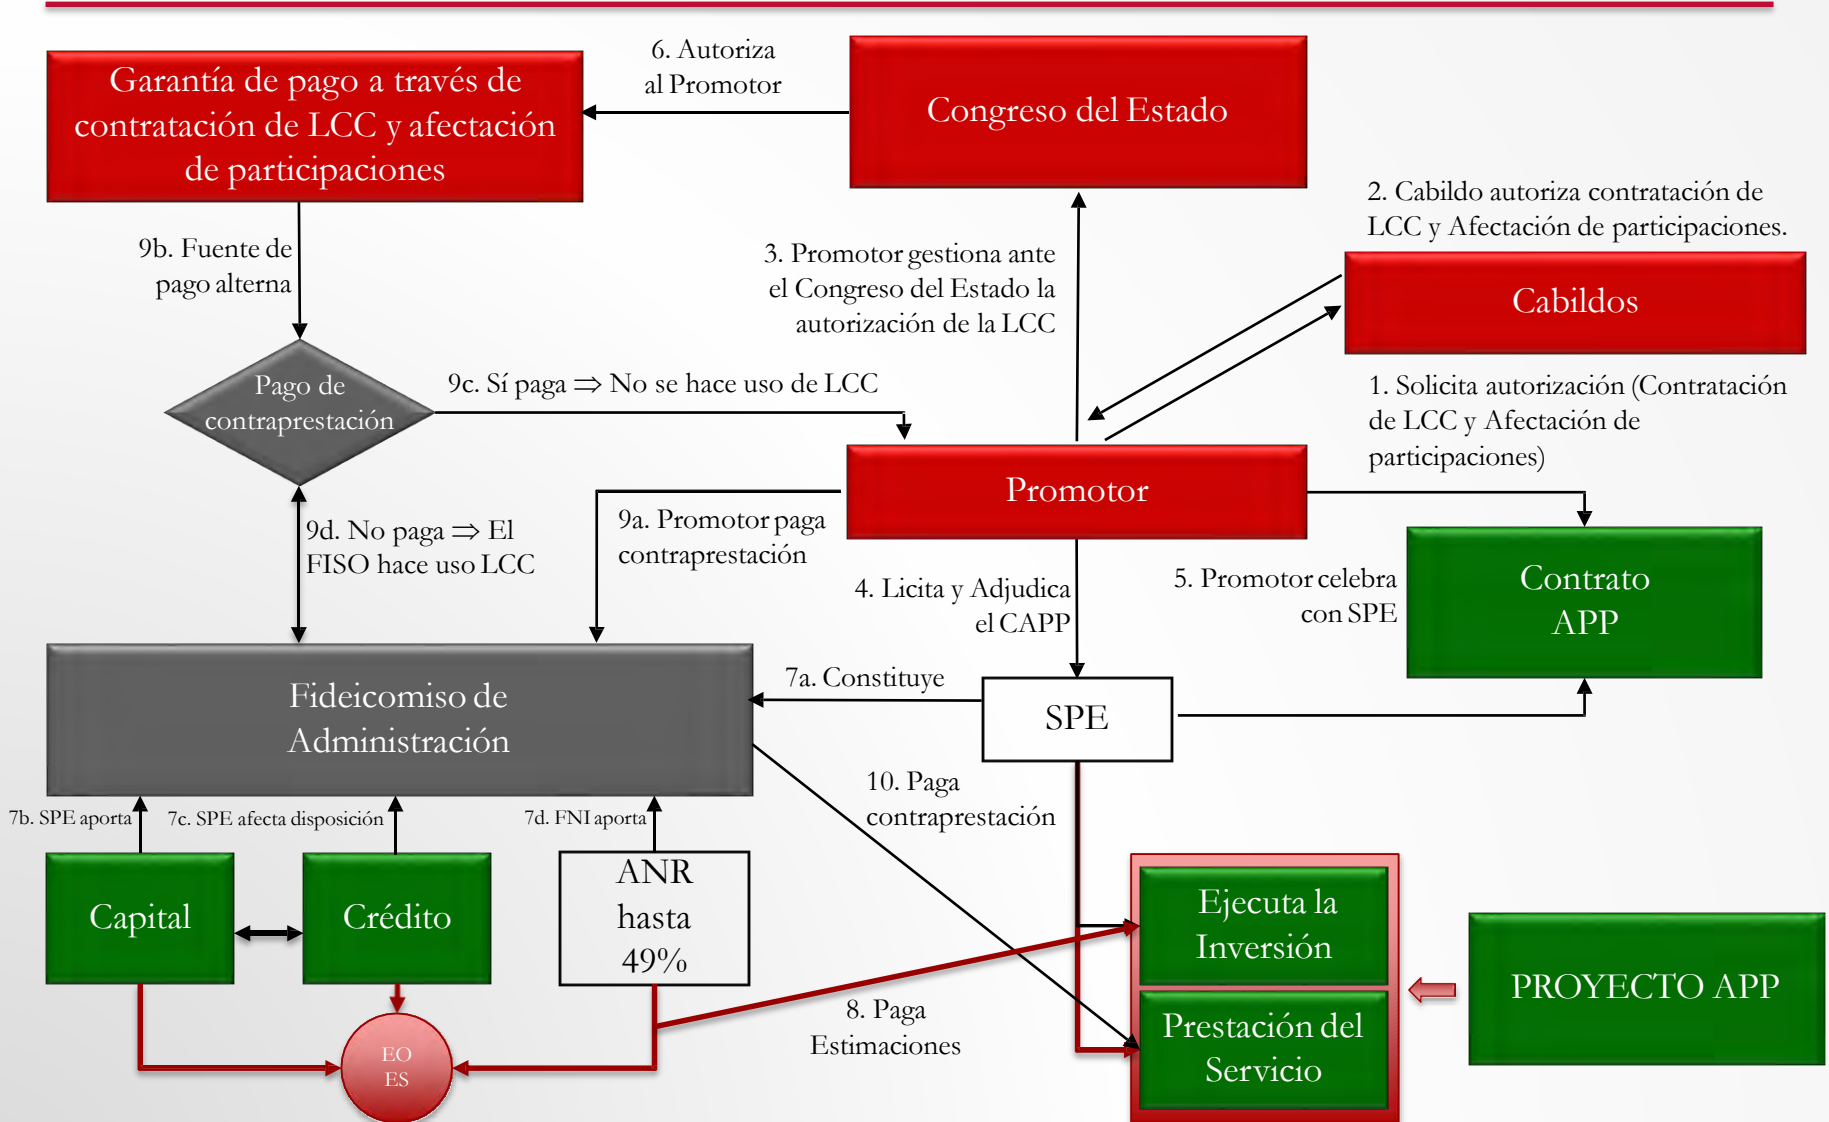 6. Autoriza
al Promotor
Garantía de pago a través de
contratación de LCC y afectación
de participaciones
Congreso del Estado
2. Cabildo autoriza contratación de
LCC y Afectación de participaciones.
9b. Fuente de
pago alterna
3. Promotor gestiona ante
el Congreso del Estado la
autorización de la LCC
Cabildos
Pago de
contraprestación
9c. Sí paga ⇒ No se hace uso de LCC
1. Solicita autorización (Contratación
de LCC y Afectación de
participaciones)
Promotor
9d. No paga ⇒ El
FISO hace uso LCC
9a. Promotor paga
contraprestación
4. Licita y Adjudica
el CAPP
5. Promotor celebra
con SPE
Contrato
APP
Fideicomiso de
Administración
7a. Constituye
SPE
10. Paga
contraprestación
7b. SPE aporta
7c. SPE afecta disposición
7d. FNI aporta
Capital
Crédito
ANR
hasta
49%
Ejecuta la
Inversión
PROYECTO APP
8. Paga
Estimaciones
Prestación del
Servicio
EO
ES